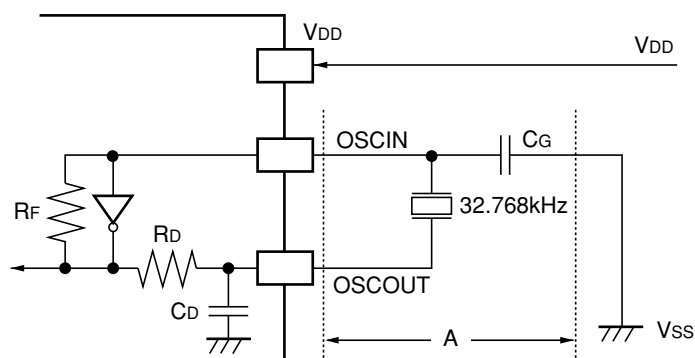 VDD
VDD
OSCIN
CG
RF
32.768kHz
RD
OSCOUT
CD
A
VSS